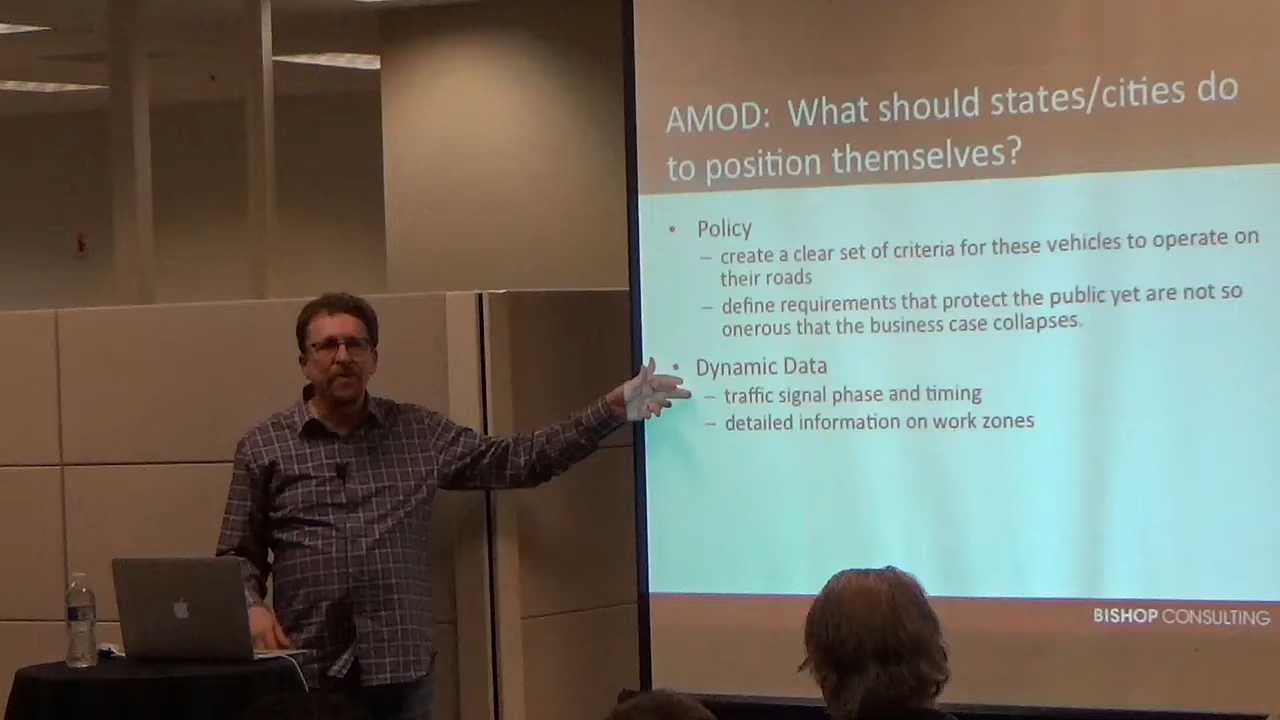 AMOD: What should states/cities do
to position themselves?
• Policy
– create a clear set of criteria for these vehicles to operate on
their roads
– define requirements that protect the public yet are not so
onerous that the business case collapses.
• Dynamic Data
– traffic signal phase and timing
– detailed information on work zones
BISHOP CONSULTING